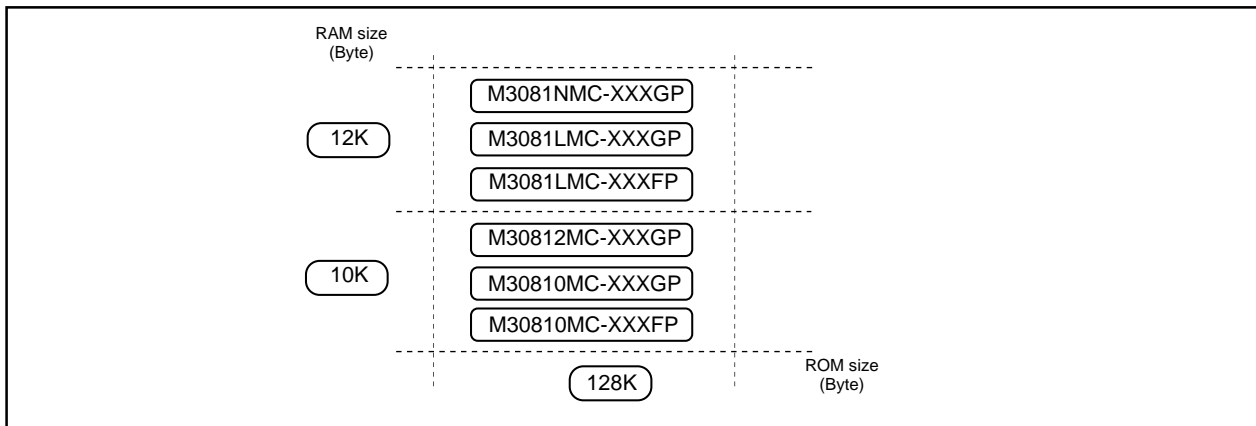 RAM size
(Byte)
M3081NMC-XXXGP
12K
M3081LMC-XXXGP
M3081LMC-XXXFP
M30812MC-XXXGP
10K
M30810MC-XXXGP
M30810MC-XXXFP
ROM size
(Byte)
128K